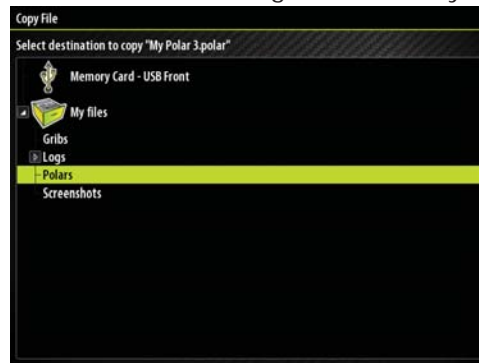 Copy File
Select destination to copy "My Polar 3.polar"
Memory Card - USB Front
My files
Gribs
Logs
Polars
Screenshots